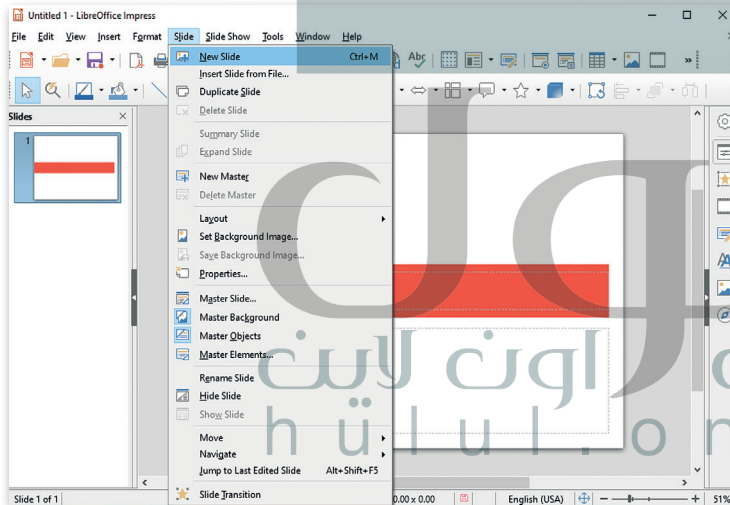 Untitled 1 - LibreOffice Impress
File Edit View Insert Format Slide Slide Show Tools Window Help
New Slide Ctrl+M
Insert Slide from File...
Duplicate Slide
Delete Slide
Summary Slide
Expand Slide
New Master
Delete Master
Layout
Set Background Image...
Save Background Image...
Properties...
Master Slide...
Master Background
Master Objects
Master Elements...
Rename Slide
Hide Slide
Show Slide
Move
Navigate
Jump to Last Edited Slide Alt+Shift+F5
Slide Transition
Slides
1
اون لاين
hülul.on
Slide 1 of 1
0.00 x 0.00
English (USA)
51%